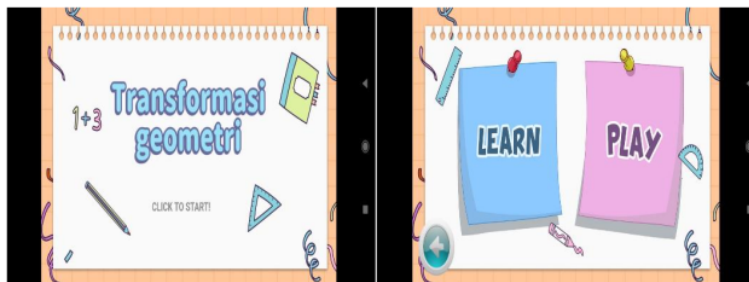 Transformasi
geometri
1+3
CLICK TO START!
LEARN
PLAY